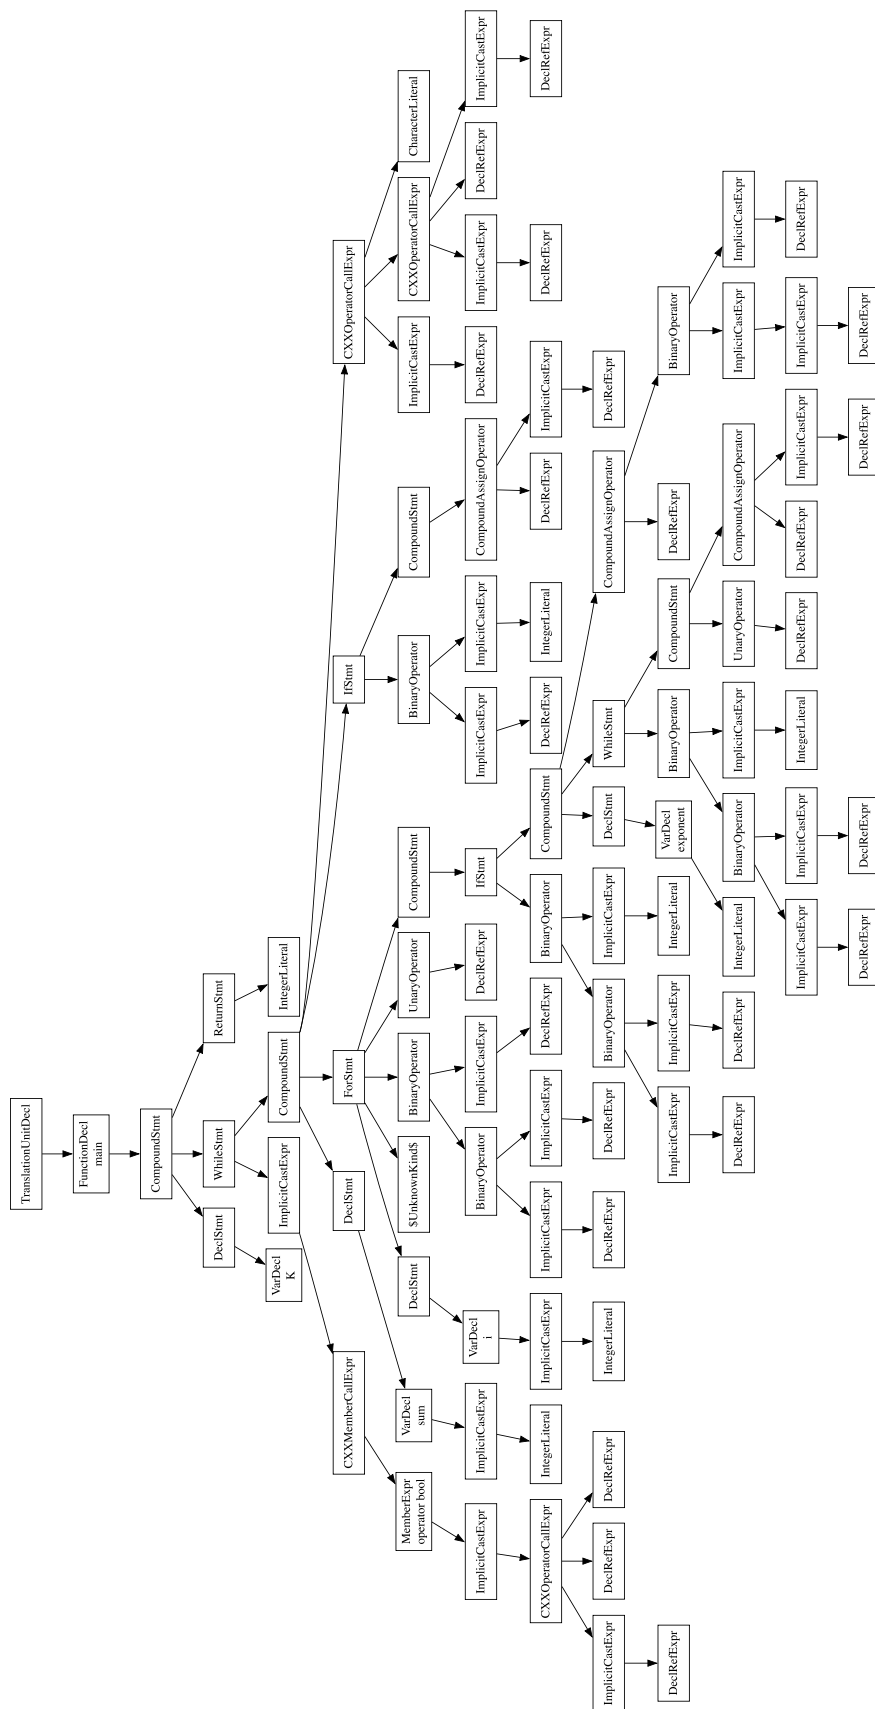 TranslationUnitDecl
FunctionDecl
main
CompoundStmt
DeclStmt
WhileStmt
ReturnStmt
VarDecl
K
ImplicitCastExpr
CompoundStmt
IntegerLiteral
CXXMemberCallExpr
DeclStmt
ForStmt
IfStmt
CXXOperatorCallExpr
MemberExpr
operator bool
VarDecl
sum
DeclStmt
$UnknownKind$
BinaryOperator
UnaryOperator
CompoundStmt
BinaryOperator
CompoundStmt
ImplicitCastExpr
CXXOperatorCallExpr
CharacterLiteral
ImplicitCastExpr
ImplicitCastExpr
VarDecl
i
BinaryOperator
ImplicitCastExpr
DeclRefExpr
IfStmt
ImplicitCastExpr
ImplicitCastExpr
CompoundAssignOperator
DeclRefExpr
ImplicitCastExpr
DeclRefExpr
ImplicitCastExpr
CXXOperatorCallExpr
IntegerLiteral
ImplicitCastExpr
ImplicitCastExpr
ImplicitCastExpr
DeclRefExpr
BinaryOperator
CompoundStmt
DeclRefExpr
IntegerLiteral
DeclRefExpr
ImplicitCastExpr
DeclRefExpr
DeclRefExpr
ImplicitCastExpr
DeclRefExpr
DeclRefExpr
IntegerLiteral
DeclRefExpr
DeclRefExpr
BinaryOperator
ImplicitCastExpr
DeclStmt
WhileStmt
CompoundAssignOperator
DeclRefExpr
DeclRefExpr
ImplicitCastExpr
ImplicitCastExpr
IntegerLiteral
VarDecl
exponent
BinaryOperator
CompoundStmt
DeclRefExpr
BinaryOperator
DeclRefExpr
DeclRefExpr
IntegerLiteral
BinaryOperator
ImplicitCastExpr
UnaryOperator
CompoundAssignOperator
ImplicitCastExpr
ImplicitCastExpr
ImplicitCastExpr
ImplicitCastExpr
IntegerLiteral
DeclRefExpr
DeclRefExpr
ImplicitCastExpr
ImplicitCastExpr
DeclRefExpr
DeclRefExpr
DeclRefExpr
DeclRefExpr
DeclRefExpr